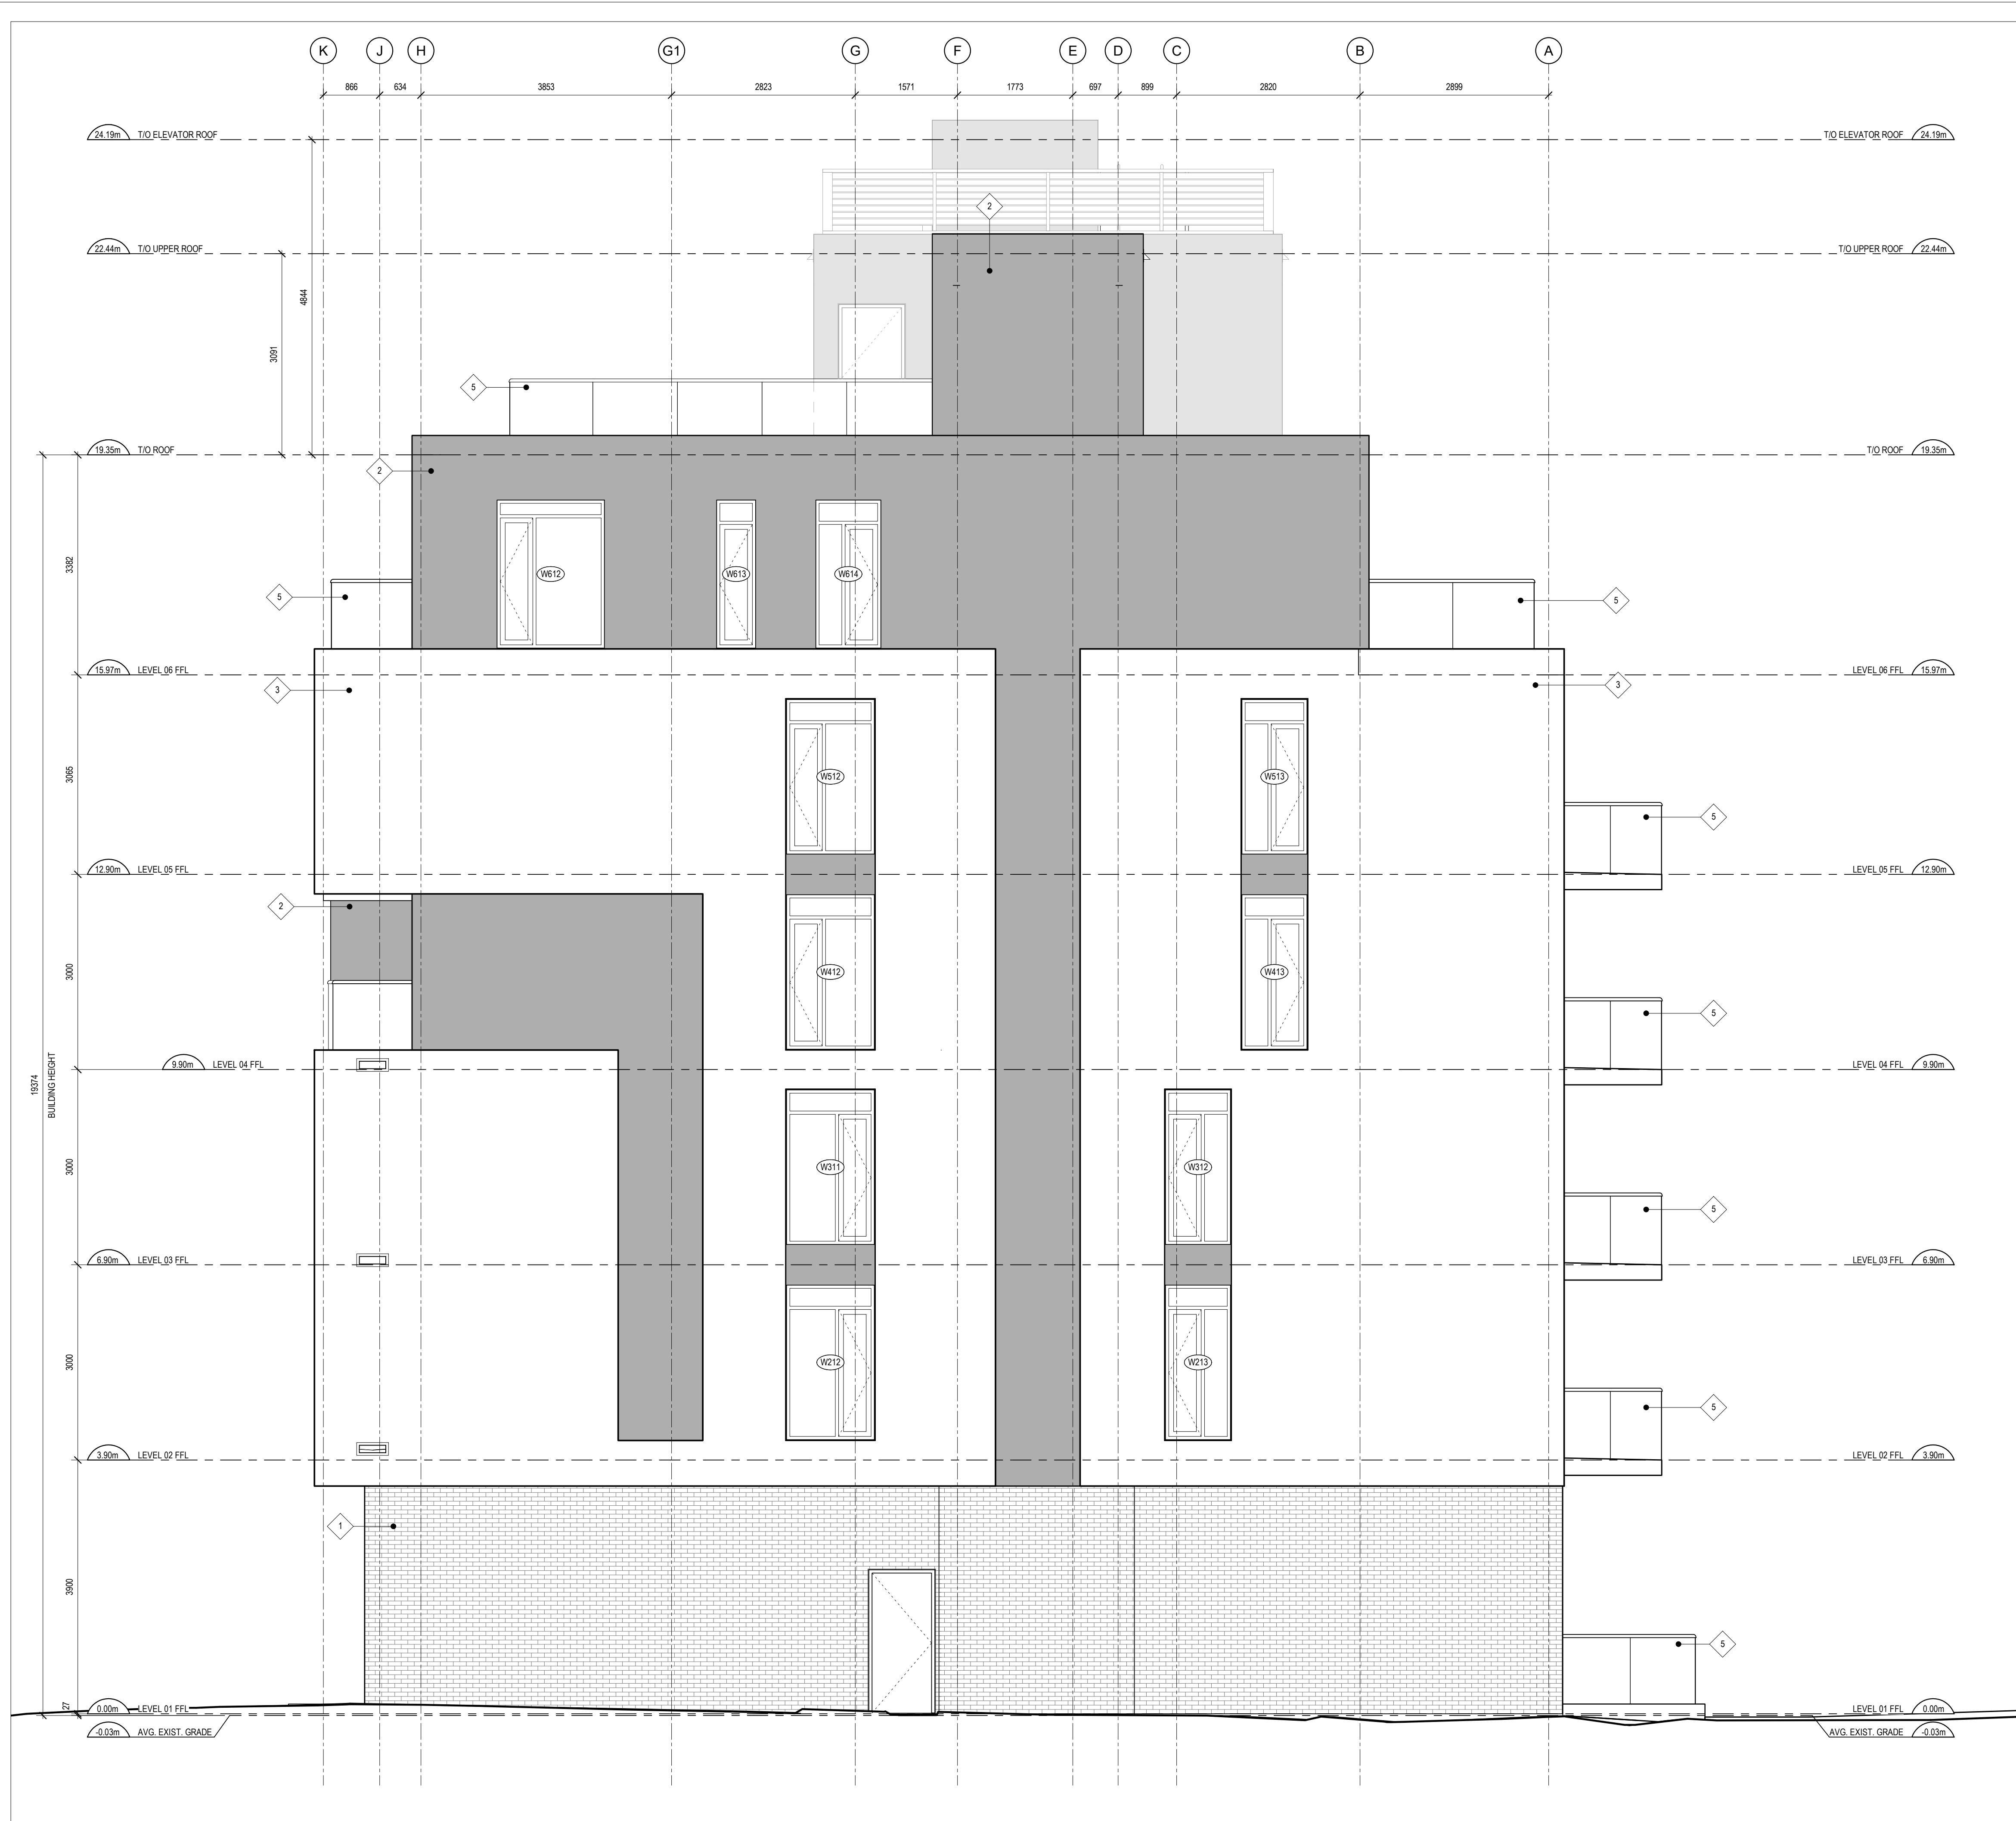 K J H G1 G F E D C B A
866 634 3853 2823 1571 1773 697 899 2820 2899
24.19m T/O ELEVATOR ROOF T/O ELEVATOR ROOF 24.19m
2
22.44m T/O UPPER ROOF T/O UPPER ROOF 22.44m
4844
3091
5
19.35m T/O ROOF T/O ROOF 19.35m
2
3382
W612 W613 W614
5 5
15.97m LEVEL 06 FFL LEVEL 06 FFL 15.97m
3 3
3065
W512 W513
5
12.90m LEVEL 05 FFL LEVEL 05 FFL 12.90m
2
3000
W412 W413
5
9.90m LEVEL 04 FFL LEVEL 04 FFL 9.90m
19374
BUILDING HEIGHT
3000
W311 W312
5
6.90m LEVEL 03 FFL LEVEL 03 FFL 6.90m
3000
W212 W213
5
3.90m LEVEL 02 FFL LEVEL 02 FFL 3.90m
1
3900
5
27
0.00m LEVEL 01 FFL LEVEL 01 FFL 0.00m
-0.03m AVG. EXIST. GRADE AVG. EXIST. GRADE -0.03m